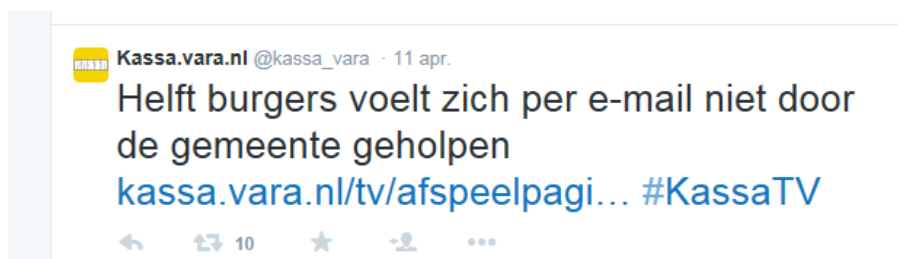 Kassa.vara.nl @kassa_vara · 11 apr.
Helft burgers voelt zich per e-mail niet door
de gemeente geholpen
kassa.vara.nl/tv/afspeelpagi... #KassaTV
10